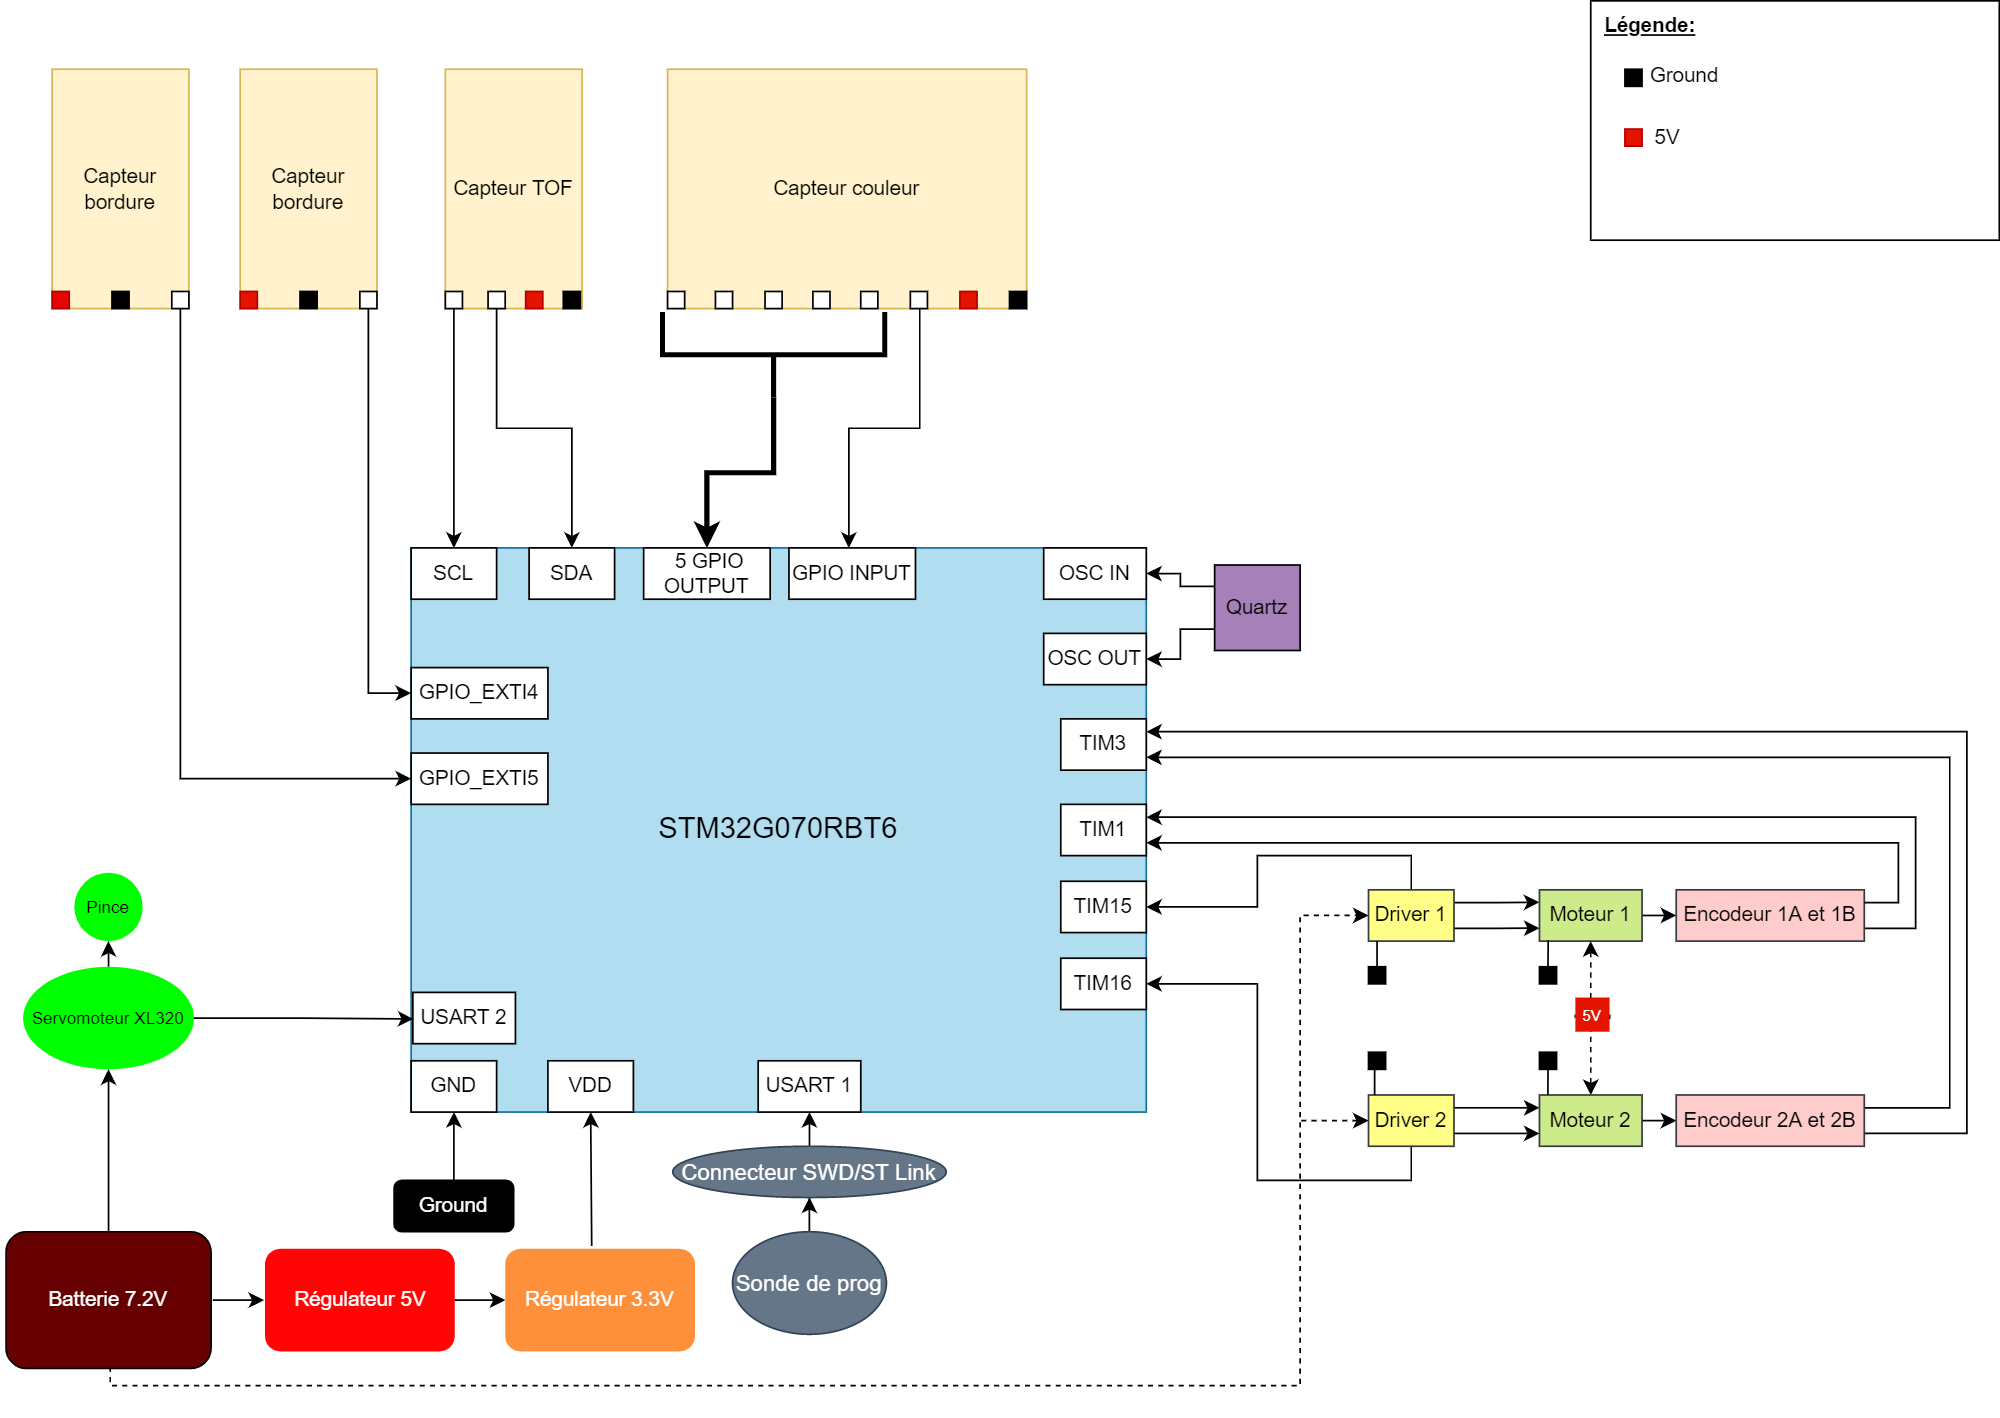 Légende:
Ground
5V
Capteur
bordure
Capteur
bordure
Capteur TOF
Capteur couleur
SCL
SDA
5 GPIO
OUTPUT
GPIO INPUT
OSC IN
Quartz
OSC OUT
GPIO_EXTI4
TIM3
GPIO_EXTI5
STM32G070RBT6
TIM1
Pince
TIM15
Driver 1
Moteur 1
Encodeur 1A et 1B
TIM16
Servomoteur XL320
USART 2
5V
GND
VDD
USART 1
Driver 2
Moteur 2
Encodeur 2A et 2B
Connecteur SWD/ST Link
Ground
Batterie 7.2V
Régulateur 5V
Régulateur 3.3V
Sonde de prog